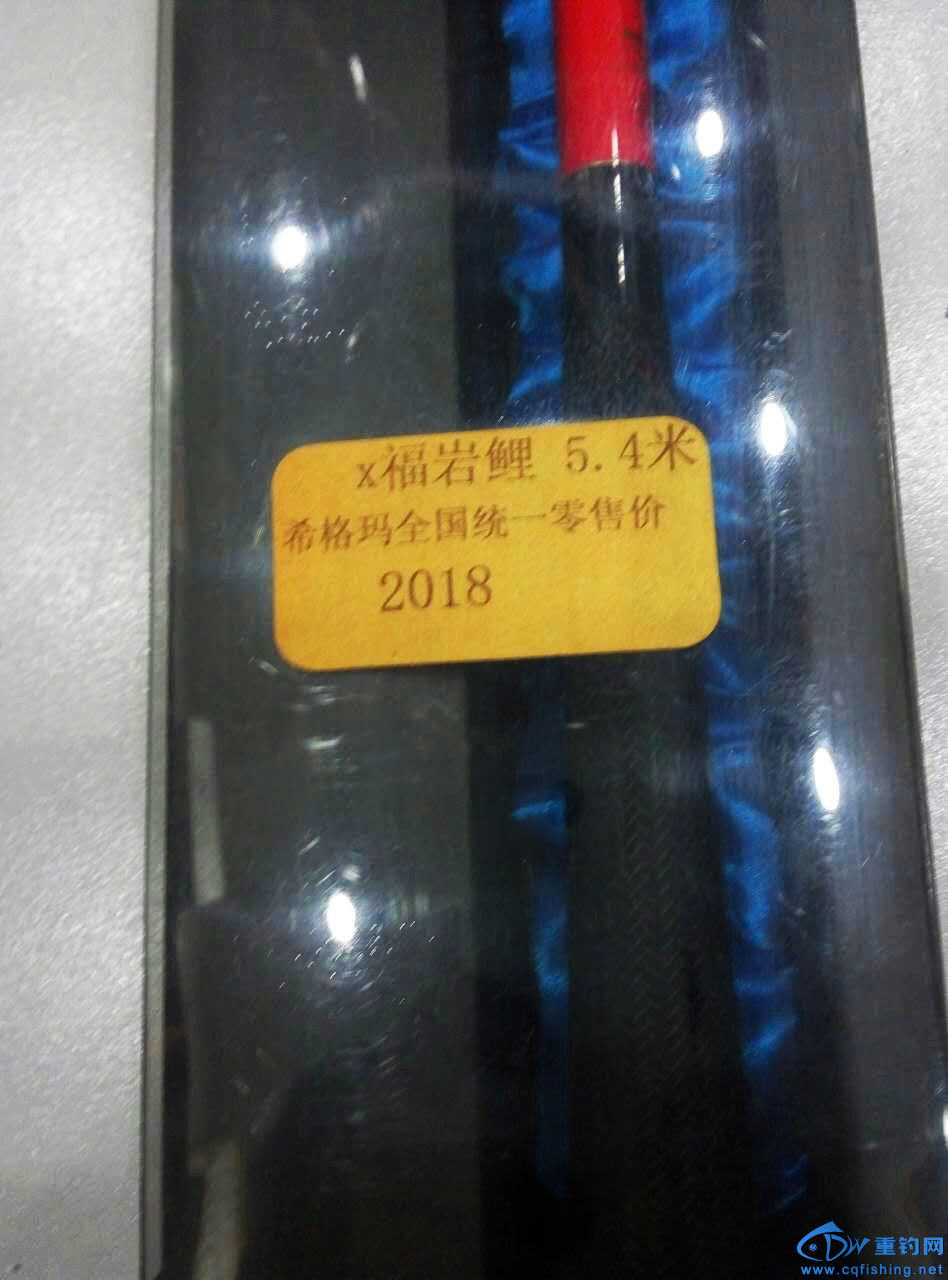 x福岩鲤 5.4米
希格玛全国统一零售价
2018
重钓网
www.cqfishing.net